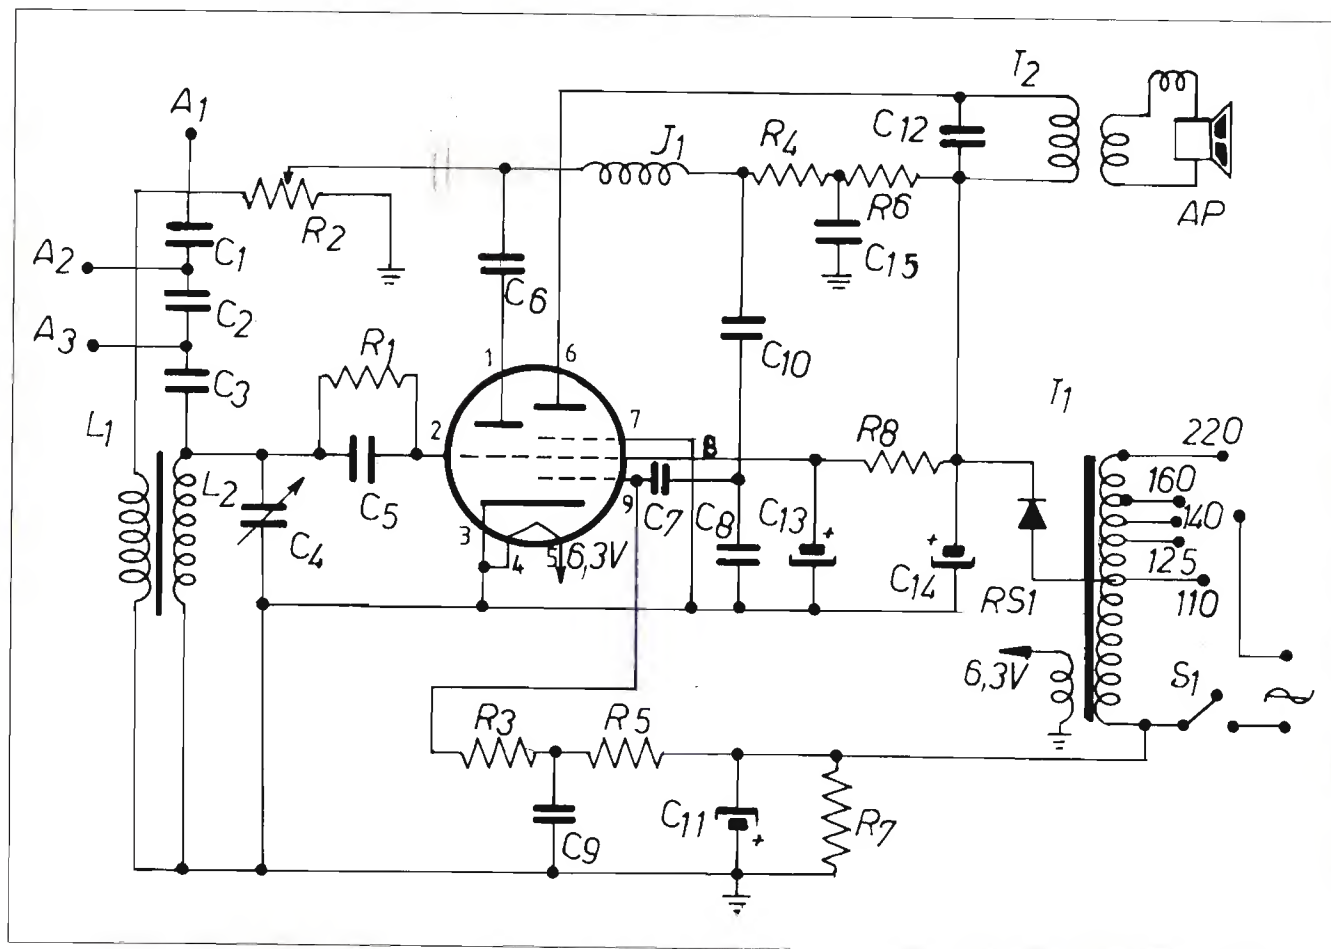 T2
A1
C12
J1
R4
R2
R6
AP
A2
C1
C15
C6
C2
A3
R1
C10
1
6
C3
T1
L1
2
7
R8
220
8
160
L2
9
140
C5
C7
C8
C13
+
+
C4
3
4
5
6,3V
C14
125
RS1
110
6,3V
S1
~
R3
R5
C11
+
R7
C9